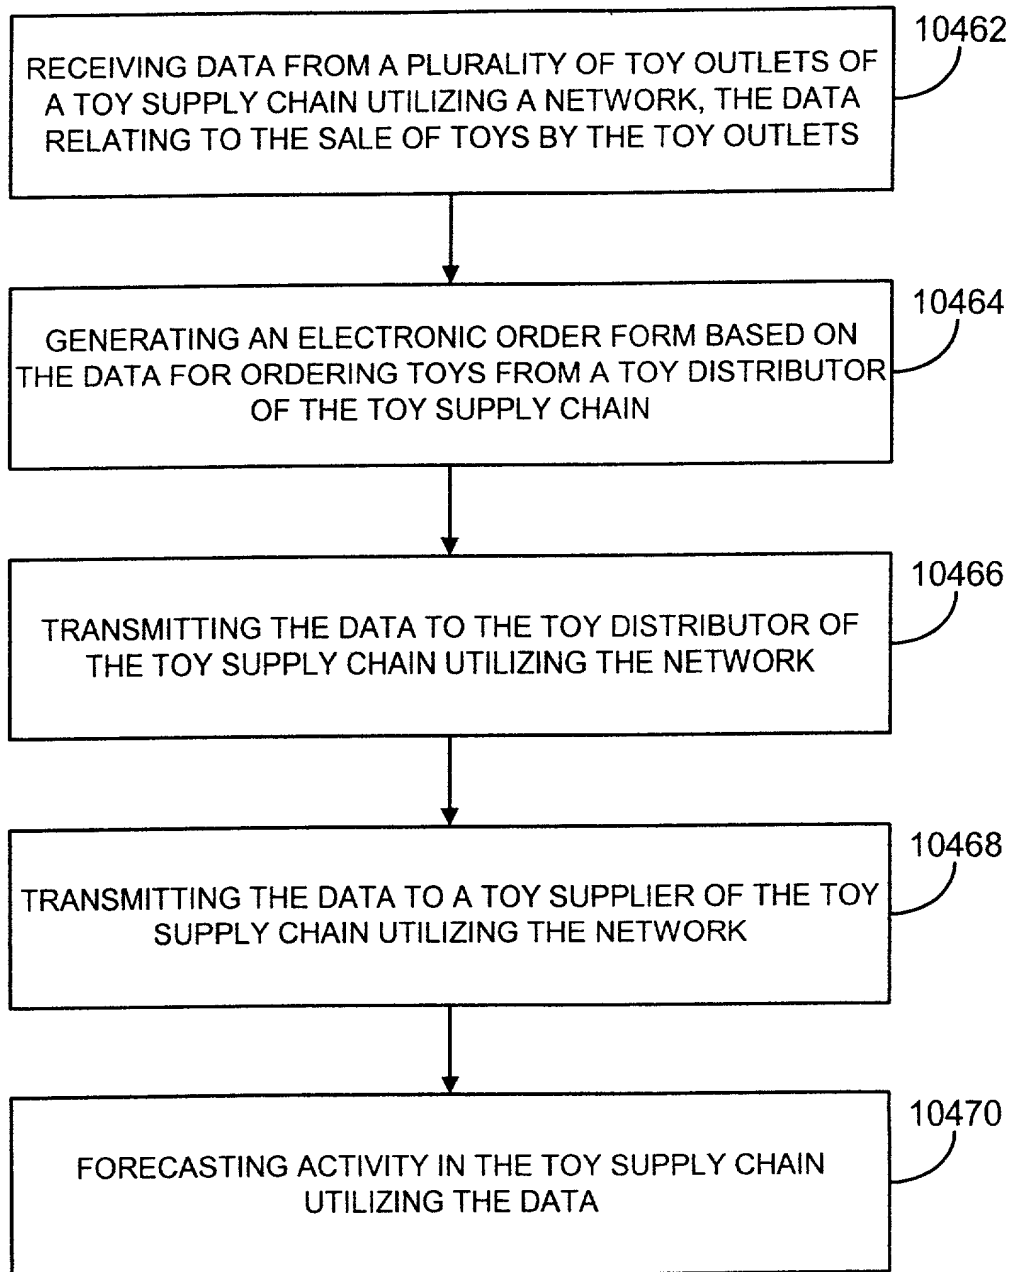 10462
RECEIVING DATA FROM A PLURALITY OF TOY OUTLETS OF
A TOY SUPPLY CHAIN UTILIZING A NETWORK, THE DATA
RELATING TO THE SALE OF TOYS BY THE TOY OUTLETS
10464
GENERATING AN ELECTRONIC ORDER FORM BASED ON
THE DATA FOR ORDERING TOYS FROM A TOY DISTRIBUTOR
OF THE TOY SUPPLY CHAIN
10466
TRANSMITTING THE DATA TO THE TOY DISTRIBUTOR OF
THE TOY SUPPLY CHAIN UTILIZING THE NETWORK
10468
TRANSMITTING THE DATA TO A TOY SUPPLIER OF THE TOY
SUPPLY CHAIN UTILIZING THE NETWORK
10470
FORECASTING ACTIVITY IN THE TOY SUPPLY CHAIN
UTILIZING THE DATA